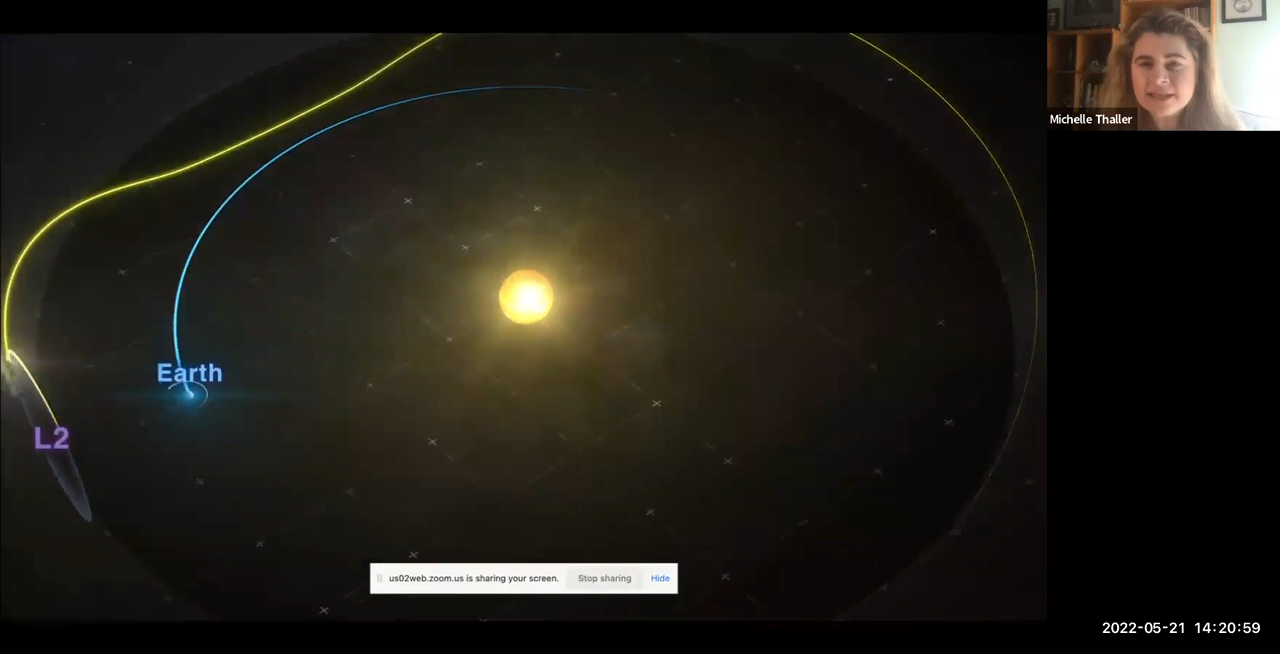 Michelle Thaller
Earth
L2
us02web.zoom.us is sharing your screen. Stop sharing Hide
2022-05-21 14:20:59